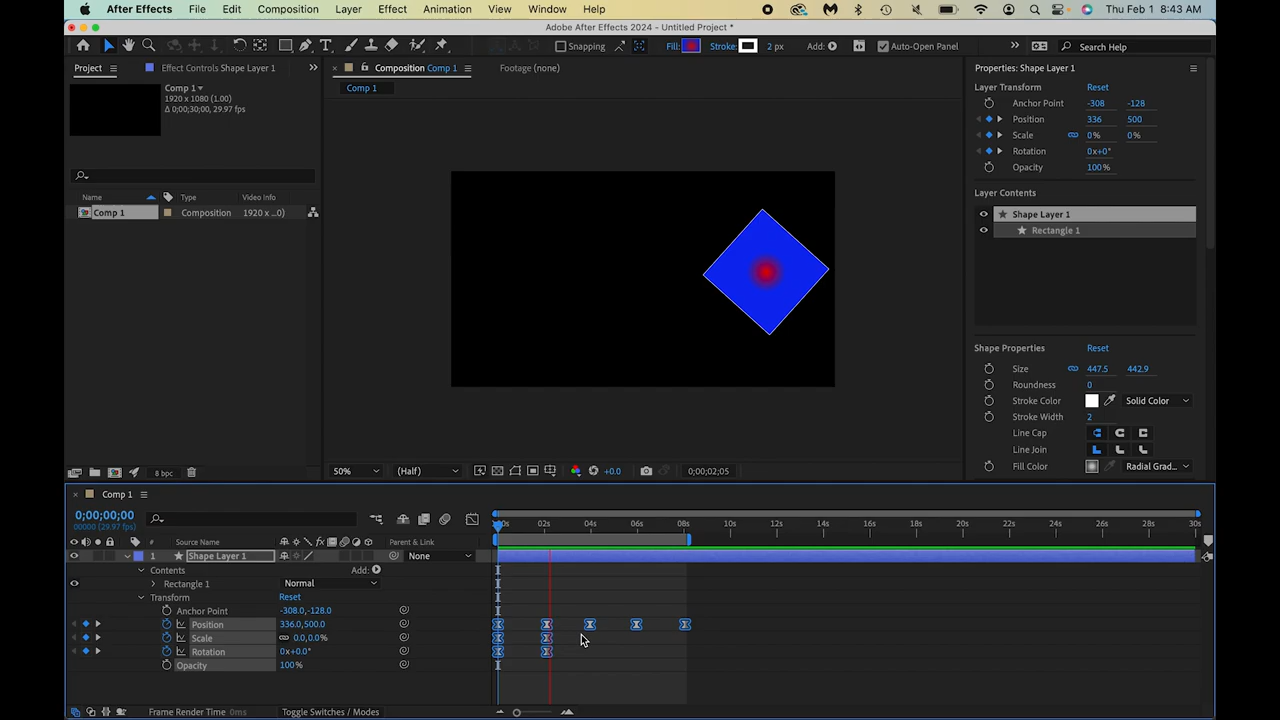 After Effects File Edit Composition Layer Effect Animation View Window Help Thu Feb 1 8:43 AM
Adobe After Effects 2024 - Untitled Project *
Snapping Fill: Stroke: 2 px Add: Auto-Open Panel Search Help
Project Effect Controls Shape Layer 1 Composition Comp 1 Footage (none) Properties: Shape Layer 1
Comp 1
1920 x 1080 (1.00)
Δ 0;00;30;00, 29.97 fps
Name Type Video Info
Comp 1 Composition 1920 x ...0)
8 bpc
Comp 1
50% (Half) +0.0 0;00;02;05
Layer Transform Reset
Anchor Point -308 -128
Position 336 500
Scale 0% 0%
Rotation 0x+0°
Opacity 100%
Layer Contents
Shape Layer 1
Rectangle 1
Shape Properties Reset
Size 447.5 442.9
Roundness 0
Stroke Color Solid Color
Stroke Width 2
Line Cap
Line Join
Fill Color Radial Grad...
Comp 1
0;00;00;00
00000 (29.97 fps)
# Source Name Parent & Link
02s 04s 06s 08s 10s 12s 14s 16s 18s 20s 22s 24s 26s 28s 30s
1 Shape Layer 1 None
Contents Add:
Rectangle 1 Normal
Transform Reset
Anchor Point -308.0,-128.0
Position 336.0,500.0
Scale 0.0,0.0%
Rotation 0x+0.0°
Opacity 100%
Frame Render Time 0ms Toggle Switches / Modes